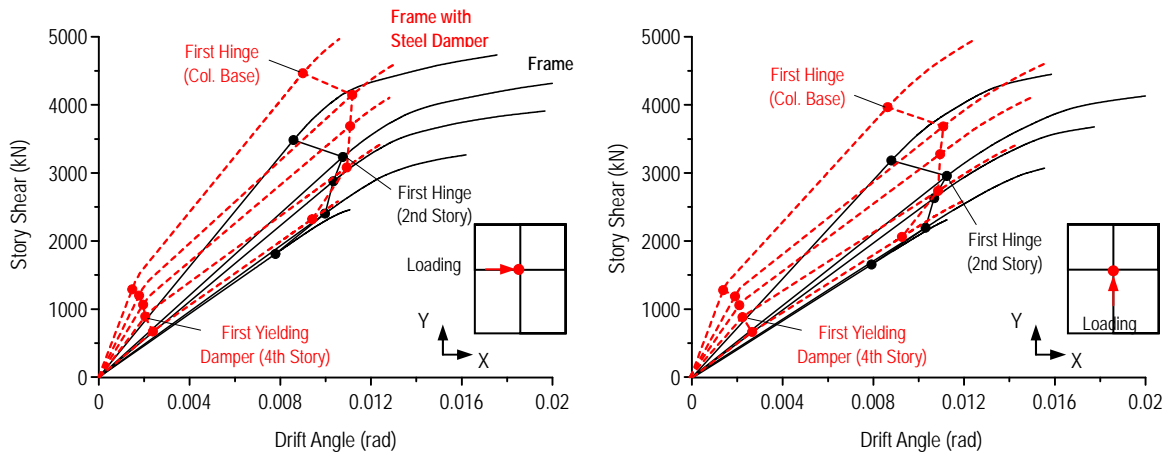 Frame with
Steel Damper
First Hinge
(Col. Base)
Frame
5000
4000
3000
2000
1000
0
Story Shear (kN)
First Hinge
(2nd Story)
Loading
First Yielding
Damper (4th Story)
Y
X
0
0.004
0.008
0.012
0.016
0.02
Drift Angle (rad)
5000
4000
3000
2000
1000
0
Story Shear (kN)
First Hinge
(Col. Base)
First Hinge
(2nd Story)
Loading
First Yielding
Damper (4th Story)
Y
X
0
0.004
0.008
0.012
0.016
0.02
Drift Angle (rad)